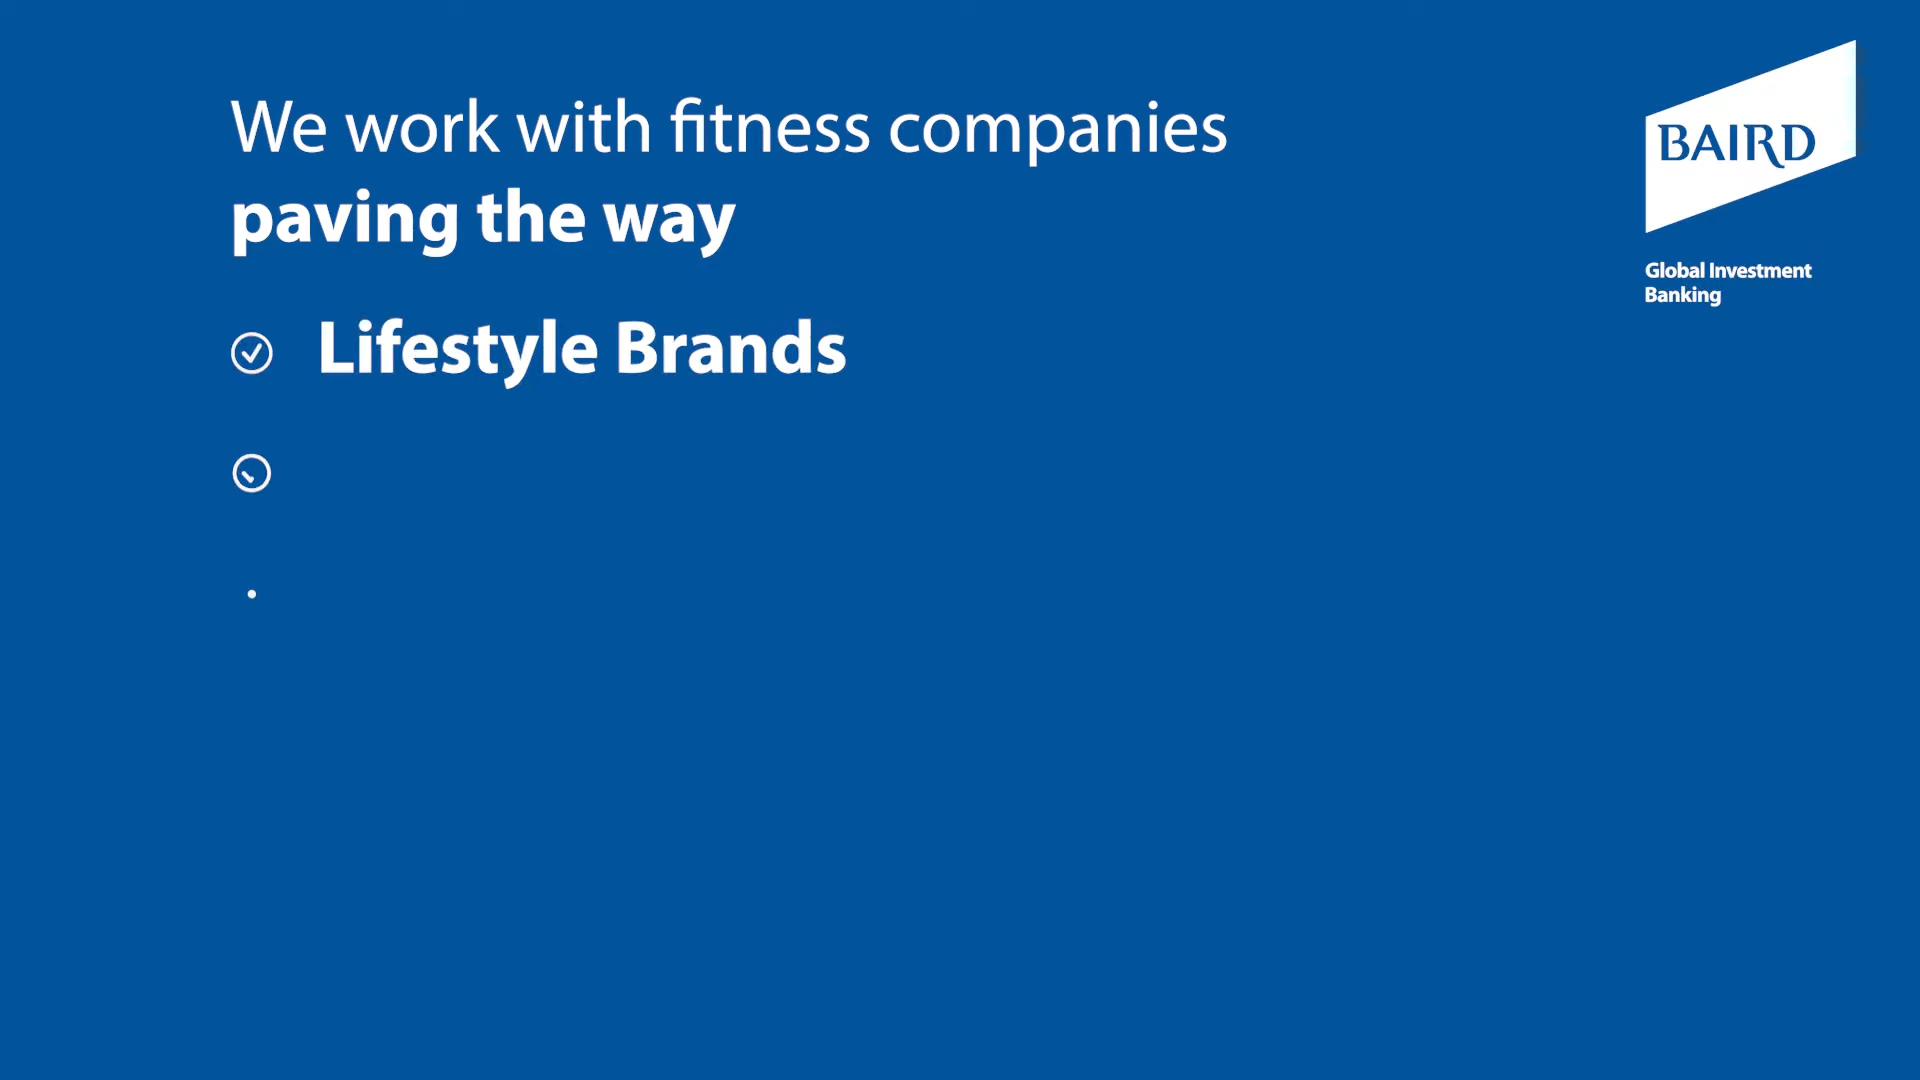 We work with fitness companies
paving the way
Lifestyle Brands
BAIRD
Global Investment
Banking